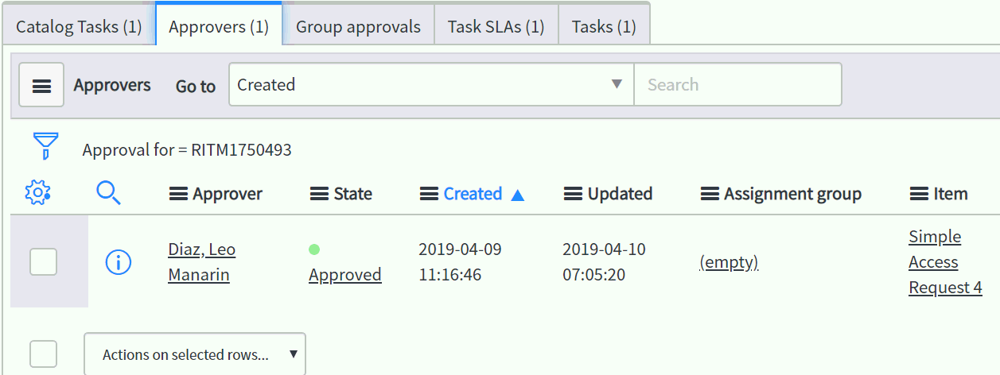 Catalog Tasks (1) Approvers (1) Group approvals Task SLAs (1) Tasks (1)
Approvers Go to Created Search
Approval for = RITM1750493
Approver State Created Updated Assignment group Item
Diaz, Leo 2019-04-09 2019-04-10 Simple
Manarin Approved 11:16:46 07:05:20 (empty) Access
Request 4
Actions on selected rows...